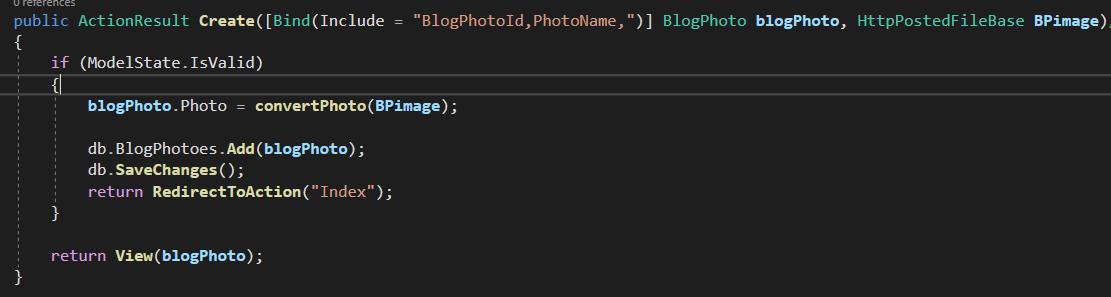 0 references
public ActionResult Create([Bind(Include = "BlogPhotoId,PhotoName,")] BlogPhoto blogPhoto, HttpPostedFileBase BPimage)
{
    if (ModelState.IsValid)
    {
        blogPhoto.Photo = convertPhoto(BPimage);

        db.BlogPhotoes.Add(blogPhoto);
        db.SaveChanges();
        return RedirectToAction("Index");
    }

    return View(blogPhoto);
}